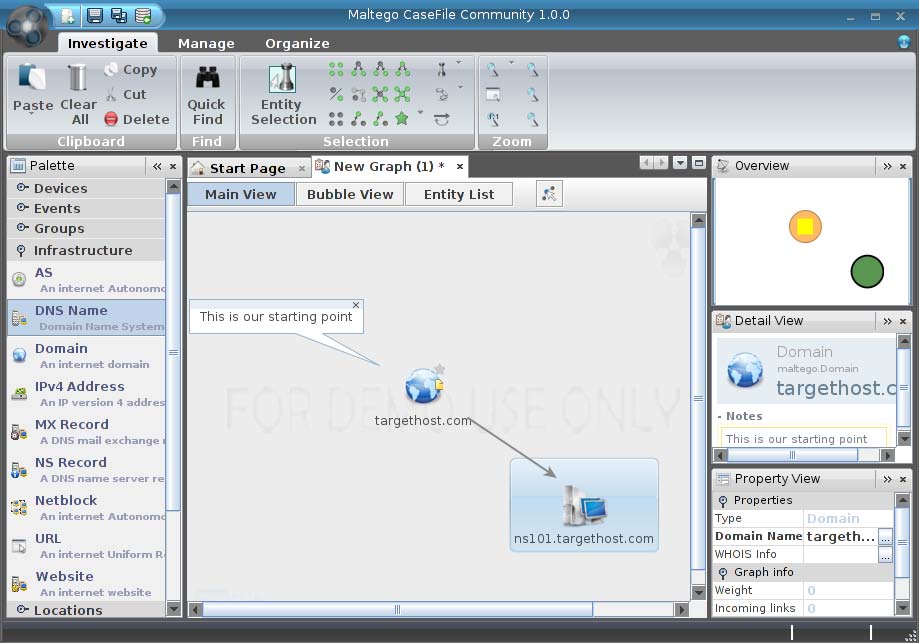 Maltego CaseFile Community 1.0.0
Investigate Manage Organize
Paste
Clear All
Copy
Cut
Delete
Clipboard
Quick Find
Find
Entity Selection
Selection
Zoom
Palette
Devices
Events
Groups
Infrastructure
AS
An internet Autonomo
DNS Name
Domain Name System
Domain
An internet domain
IPv4 Address
An IP version 4 addres
MX Record
A DNS mail exchange
NS Record
A DNS name server re
Netblock
An internet Autonomo
URL
An internet Uniform R
Website
An internet website
Locations
Start Page
New Graph (1) *
Main View
Bubble View
Entity List
This is our starting point
FOR DEMO USE ONLY
targethost.com
ns101.targethost.com
Overview
Detail View
Domain
maltego.Domain
targethost.c
- Notes
This is our starting point
Property View
Properties
Type Domain
Domain Name targeth... ...
WHOIS Info ...
Graph info
Weight 0
Incoming links 0